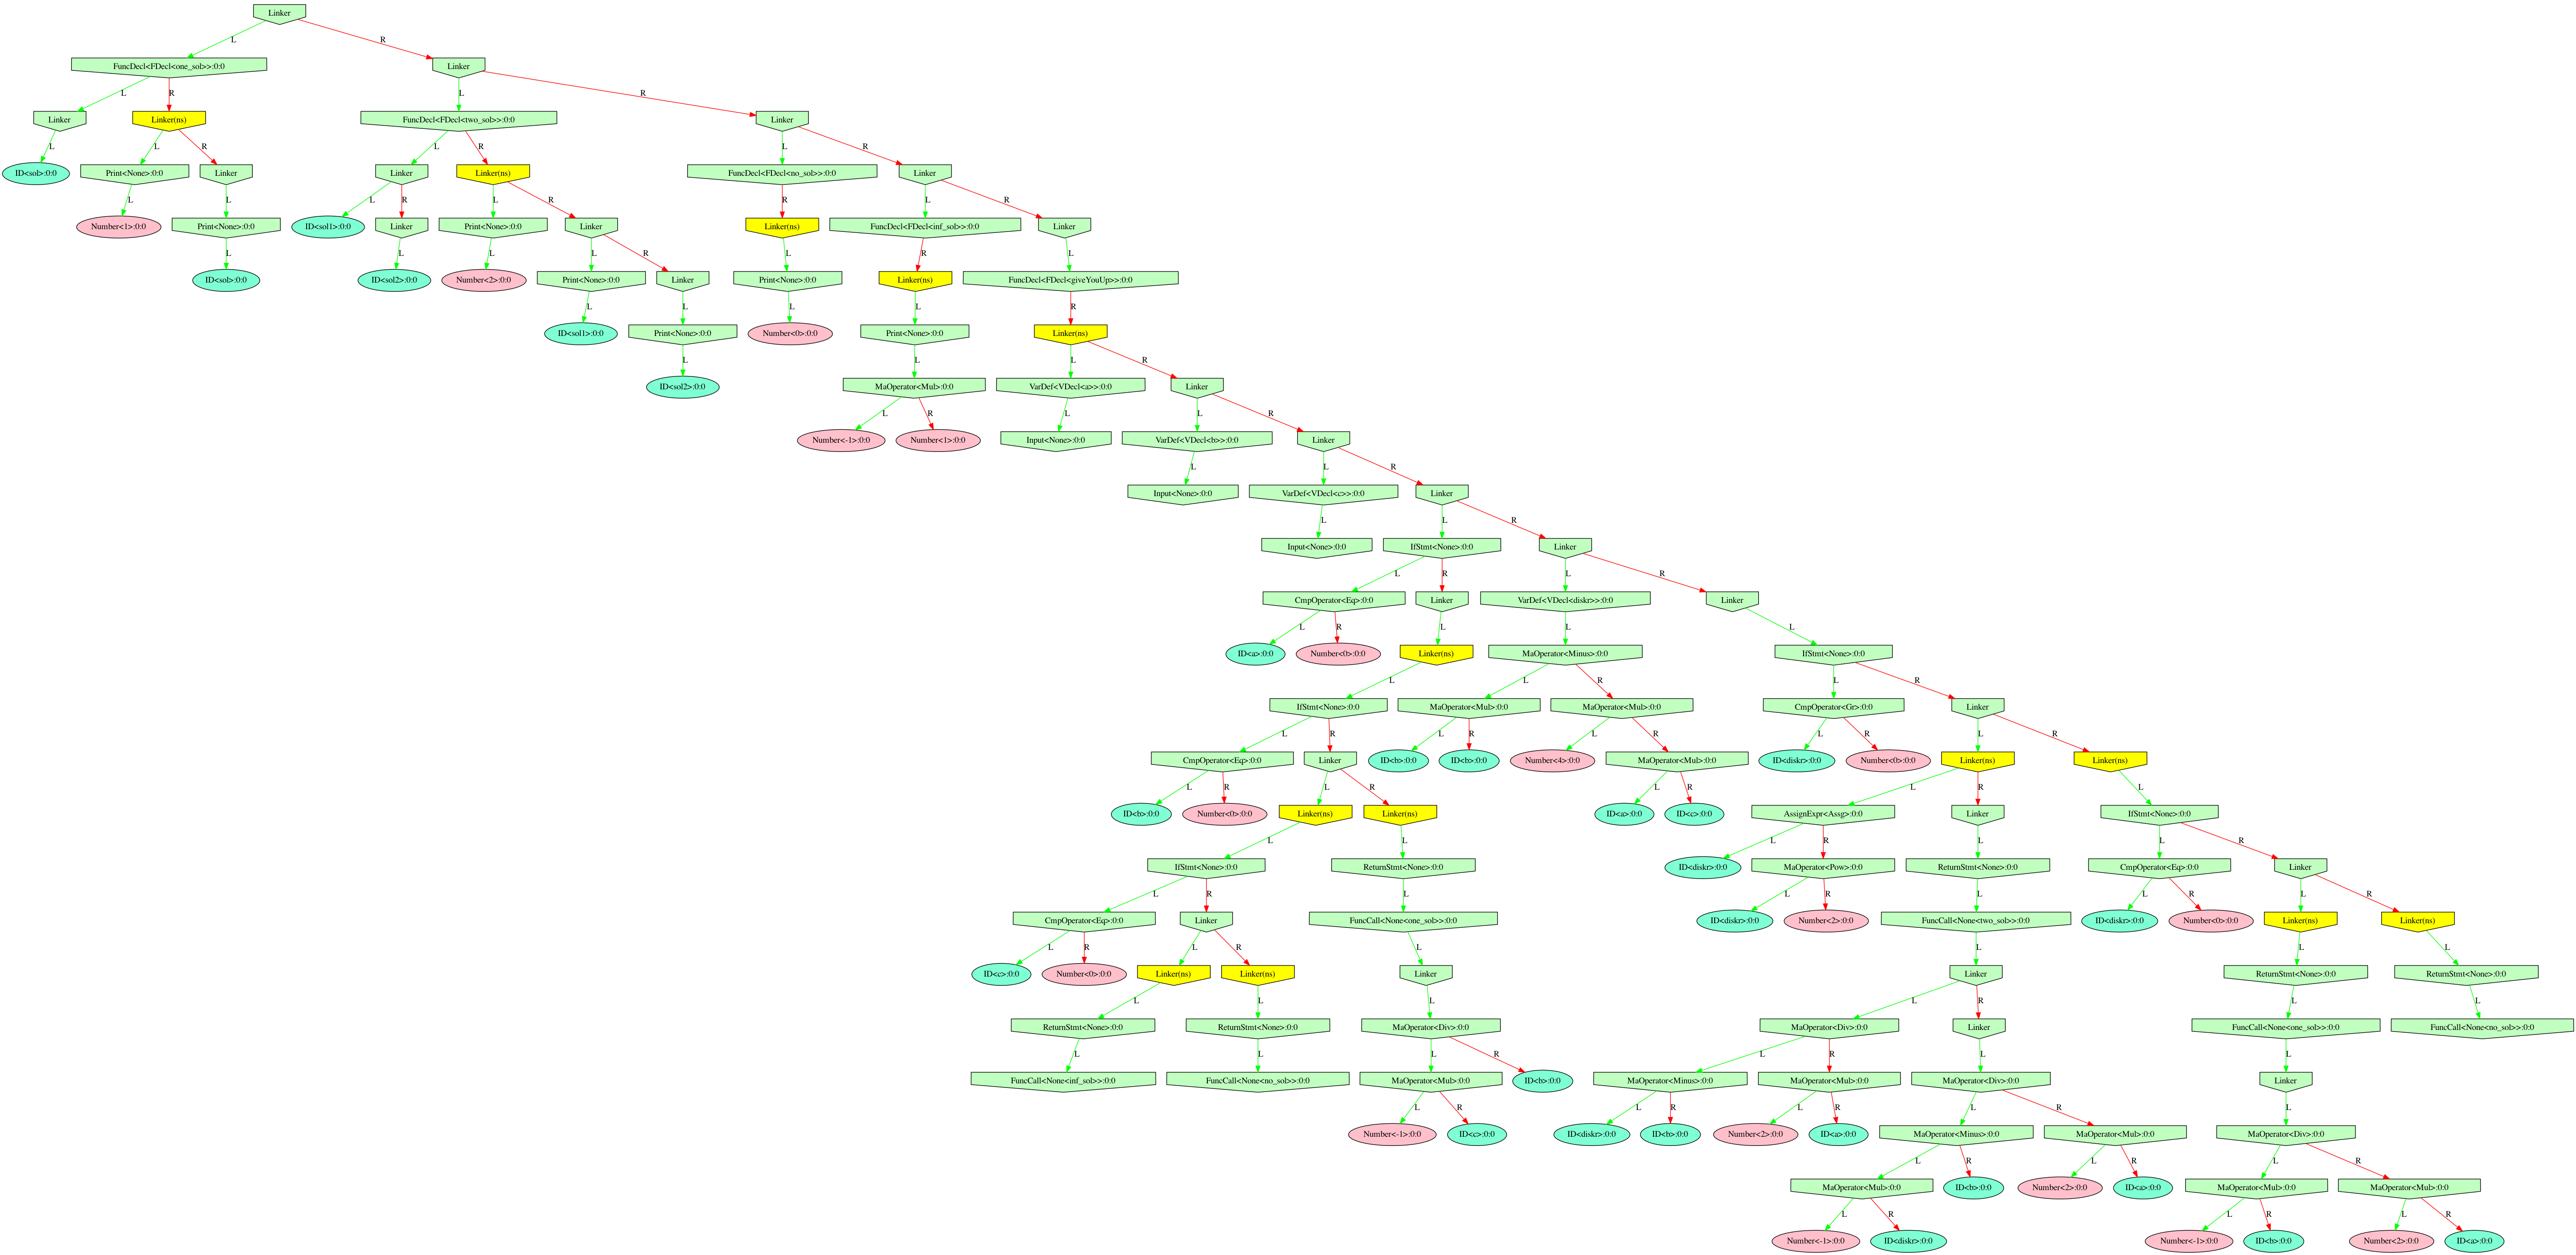 Linker
L R
FuncDecl<FDecl<one_sol>>:0:0 Linker
L R L R
Linker Linker(ns) FuncDecl<FDecl<two_sol>>:0:0 Linker
L L R L R L R
ID<sol>:0:0 Print<None>:0:0 Linker Linker Linker(ns) FuncDecl<FDecl<no_sol>>:0:0 Linker
L L L R L R R L R
Number<1>:0:0 Print<None>:0:0 ID<sol1>:0:0 Linker Print<None>:0:0 Linker Linker(ns) FuncDecl<FDecl<inf_sol>>:0:0 Linker
L L L L R L R L
ID<sol>:0:0 ID<sol2>:0:0 Number<2>:0:0 Print<None>:0:0 Linker Print<None>:0:0 Linker(ns) FuncDecl<FDecl<giveYouUp>>:0:0
L L L L R
ID<sol1>:0:0 Print<None>:0:0 Number<0>:0:0 Print<None>:0:0 Linker(ns)
L L L R
ID<sol2>:0:0 MaOperator<Mul>:0:0 VarDef<VDecl<a>>:0:0 Linker
L R L L R
Number<-1>:0:0 Number<1>:0:0 Input<None>:0:0 VarDef<VDecl<b>>:0:0 Linker
L L R
Input<None>:0:0 VarDef<VDecl<c>>:0:0 Linker
L L R
Input<None>:0:0 IfStmt<None>:0:0 Linker
L R L R
CmpOperator<Eq>:0:0 Linker VarDef<VDecl<diskr>>:0:0 Linker
L R L L L
ID<a>:0:0 Number<0>:0:0 Linker(ns) MaOperator<Minus>:0:0 IfStmt<None>:0:0
L L R L R
IfStmt<None>:0:0 MaOperator<Mul>:0:0 MaOperator<Mul>:0:0 CmpOperator<Gr>:0:0 Linker
L R L R L R L R L R
CmpOperator<Eq>:0:0 Linker ID<b>:0:0 ID<b>:0:0 Number<4>:0:0 MaOperator<Mul>:0:0 ID<diskr>:0:0 Number<0>:0:0 Linker(ns) Linker(ns)
L R L R L R L R L
ID<b>:0:0 Number<0>:0:0 Linker(ns) Linker(ns) ID<a>:0:0 ID<c>:0:0 AssignExpr<Assg>:0:0 Linker IfStmt<None>:0:0
L L L R L L R
IfStmt<None>:0:0 ReturnStmt<None>:0:0 ID<diskr>:0:0 MaOperator<Pow>:0:0 ReturnStmt<None>:0:0 CmpOperator<Eq>:0:0 Linker
L R L L R L L R L R
CmpOperator<Eq>:0:0 Linker FuncCall<None<one_sol>>:0:0 ID<diskr>:0:0 Number<2>:0:0 FuncCall<None<two_sol>>:0:0 ID<diskr>:0:0 Number<0>:0:0 Linker(ns) Linker(ns)
L R L R L L L L
ID<c>:0:0 Number<0>:0:0 Linker(ns) Linker(ns) Linker Linker ReturnStmt<None>:0:0 ReturnStmt<None>:0:0
L L L L R L L
ReturnStmt<None>:0:0 ReturnStmt<None>:0:0 MaOperator<Div>:0:0 MaOperator<Div>:0:0 Linker FuncCall<None<one_sol>>:0:0 FuncCall<None<no_sol>>:0:0
L L L R L R L L
FuncCall<None<inf_sol>>:0:0 FuncCall<None<no_sol>>:0:0 MaOperator<Mul>:0:0 ID<b>:0:0 MaOperator<Minus>:0:0 MaOperator<Mul>:0:0 MaOperator<Div>:0:0 Linker
L R L R L R L R L
Number<-1>:0:0 ID<c>:0:0 ID<diskr>:0:0 ID<b>:0:0 Number<2>:0:0 ID<a>:0:0 MaOperator<Minus>:0:0 MaOperator<Mul>:0:0 MaOperator<Div>:0:0
L R L R L R
MaOperator<Mul>:0:0 ID<b>:0:0 Number<2>:0:0 ID<a>:0:0 MaOperator<Mul>:0:0 MaOperator<Mul>:0:0
L R L R L R
Number<-1>:0:0 ID<diskr>:0:0 Number<-1>:0:0 ID<b>:0:0 Number<2>:0:0 ID<a>:0:0